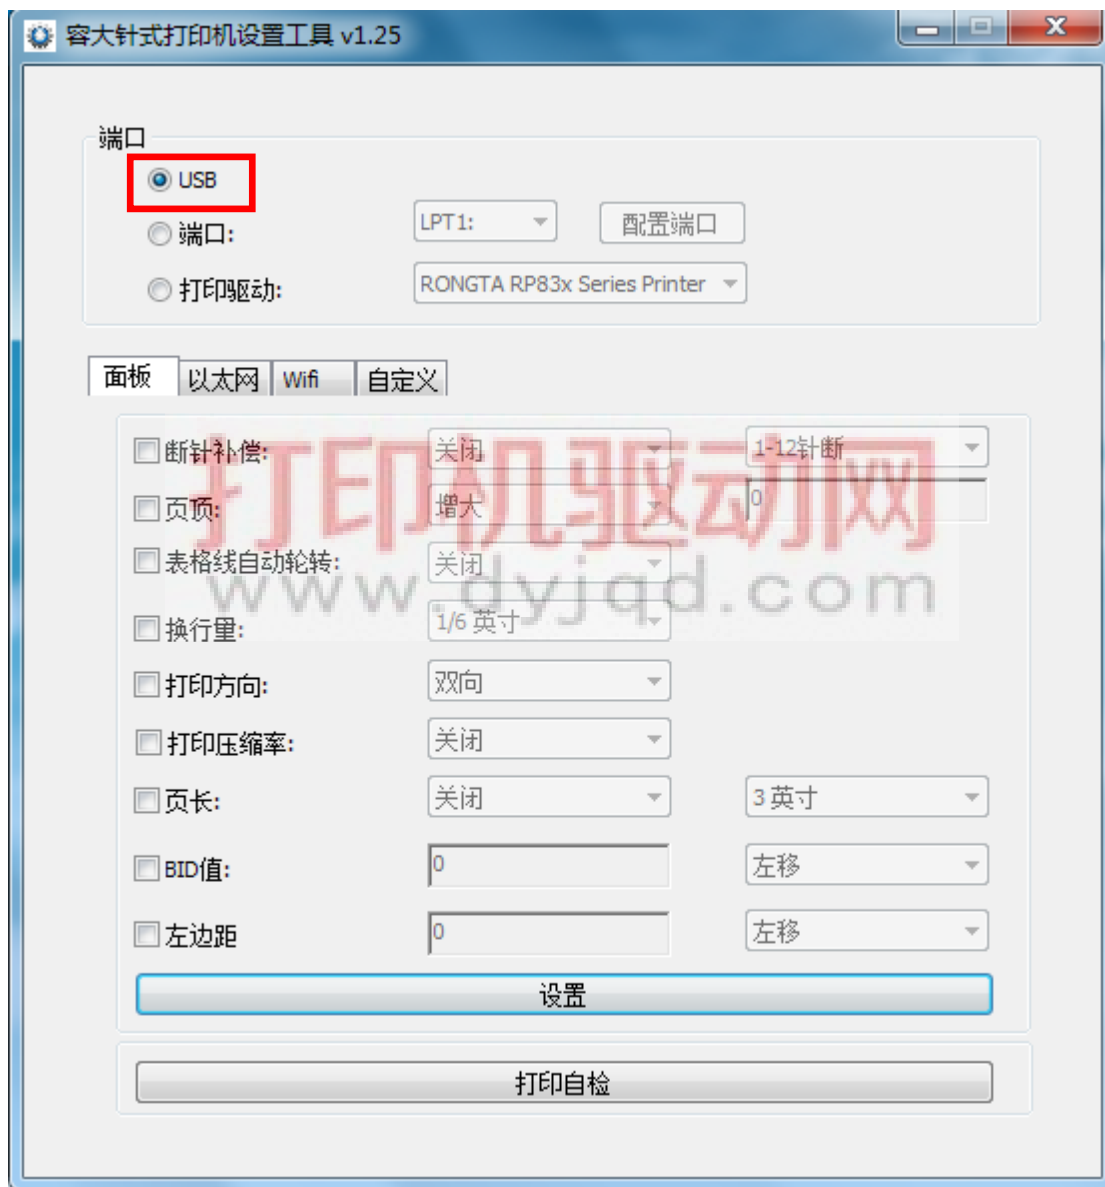 容大针式打印机设置工具 v1.25
端口
USB
端口: LPT1: 配置端口
打印驱动: RONGTA RP83x Series Printer
面板 以太网 Wifi 自定义
断针补偿: 关闭 1-12针断
页顶: 增大 0
打印机驱动网
表格线自动轮转: 关闭
www.dyjqd.com
换行量: 1/6 英寸
打印方向: 双向
打印压缩率: 关闭
页长: 关闭 3 英寸
BID值: 0 左移
左边距 0 左移
设置
打印自检